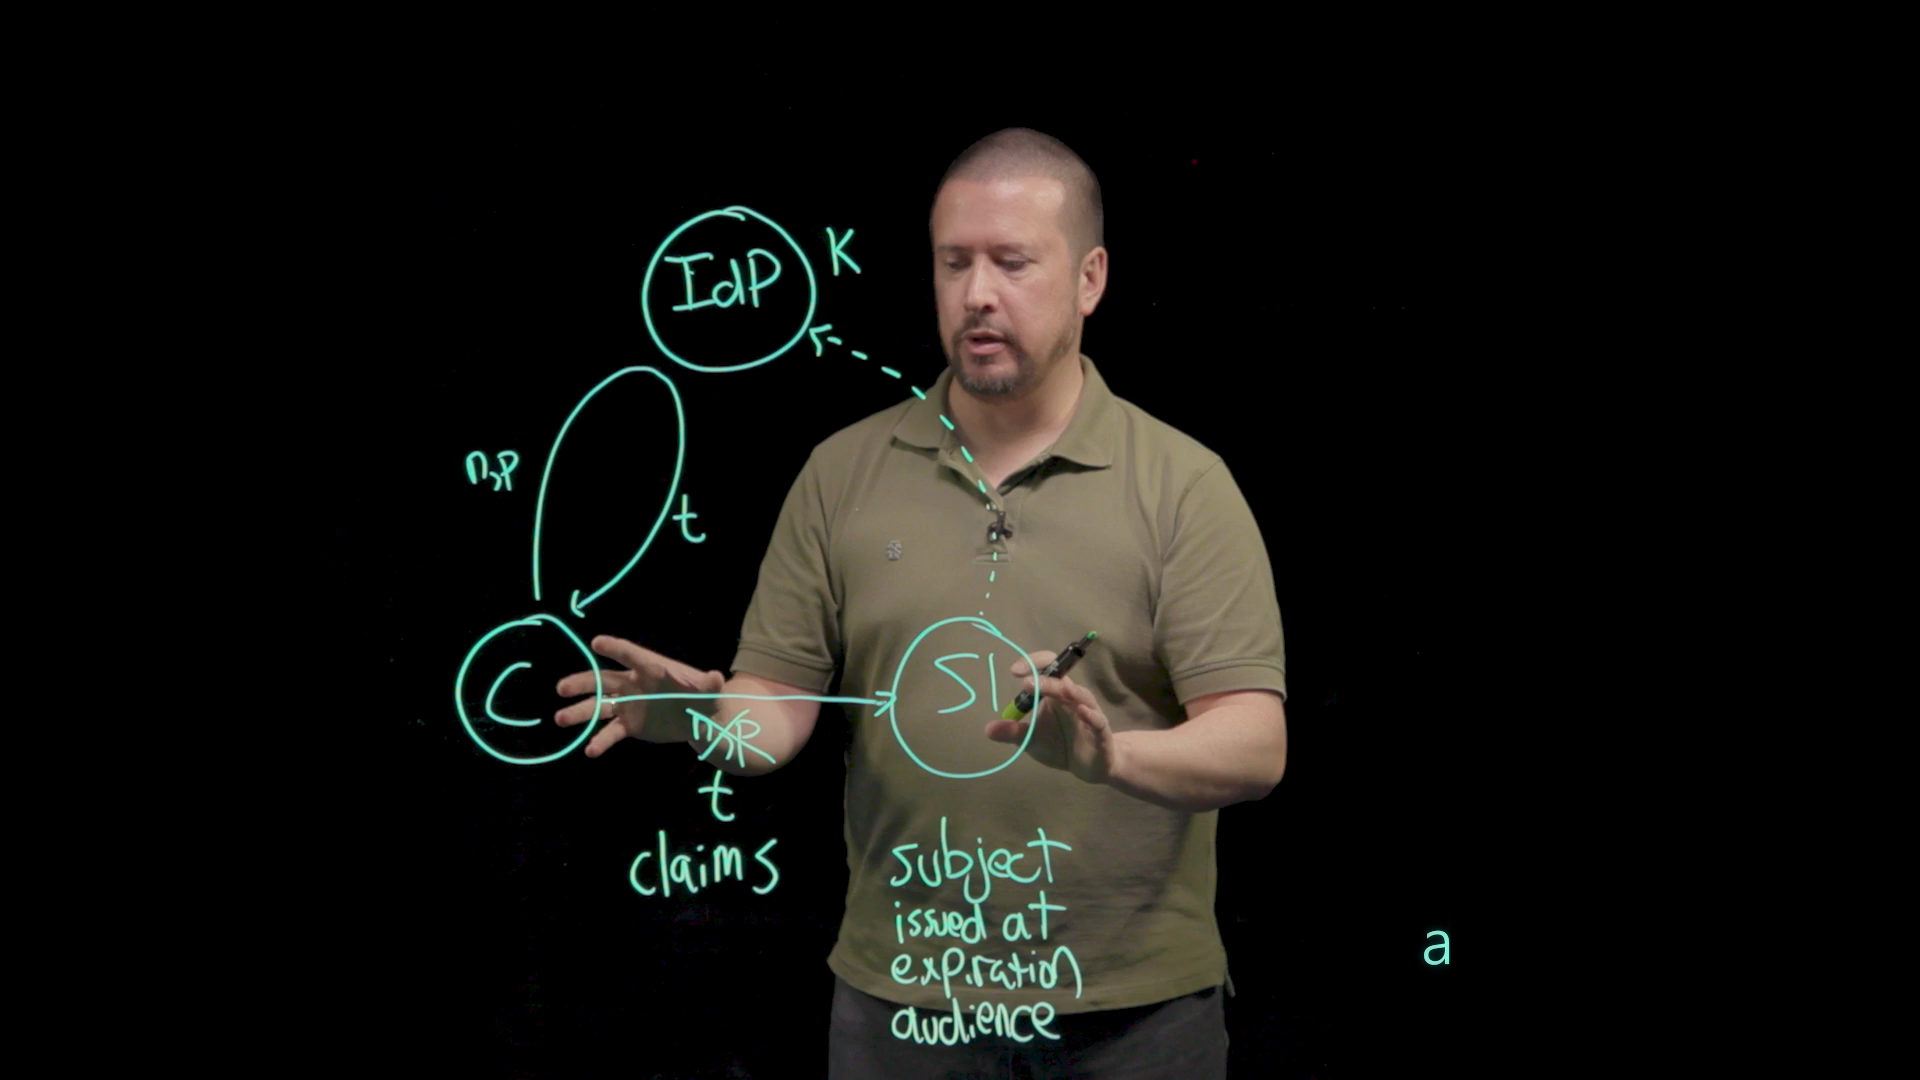 IdP
K
n,p
t
C
S1
n,p
t
claims
subject
issued at
expiration
audience
a